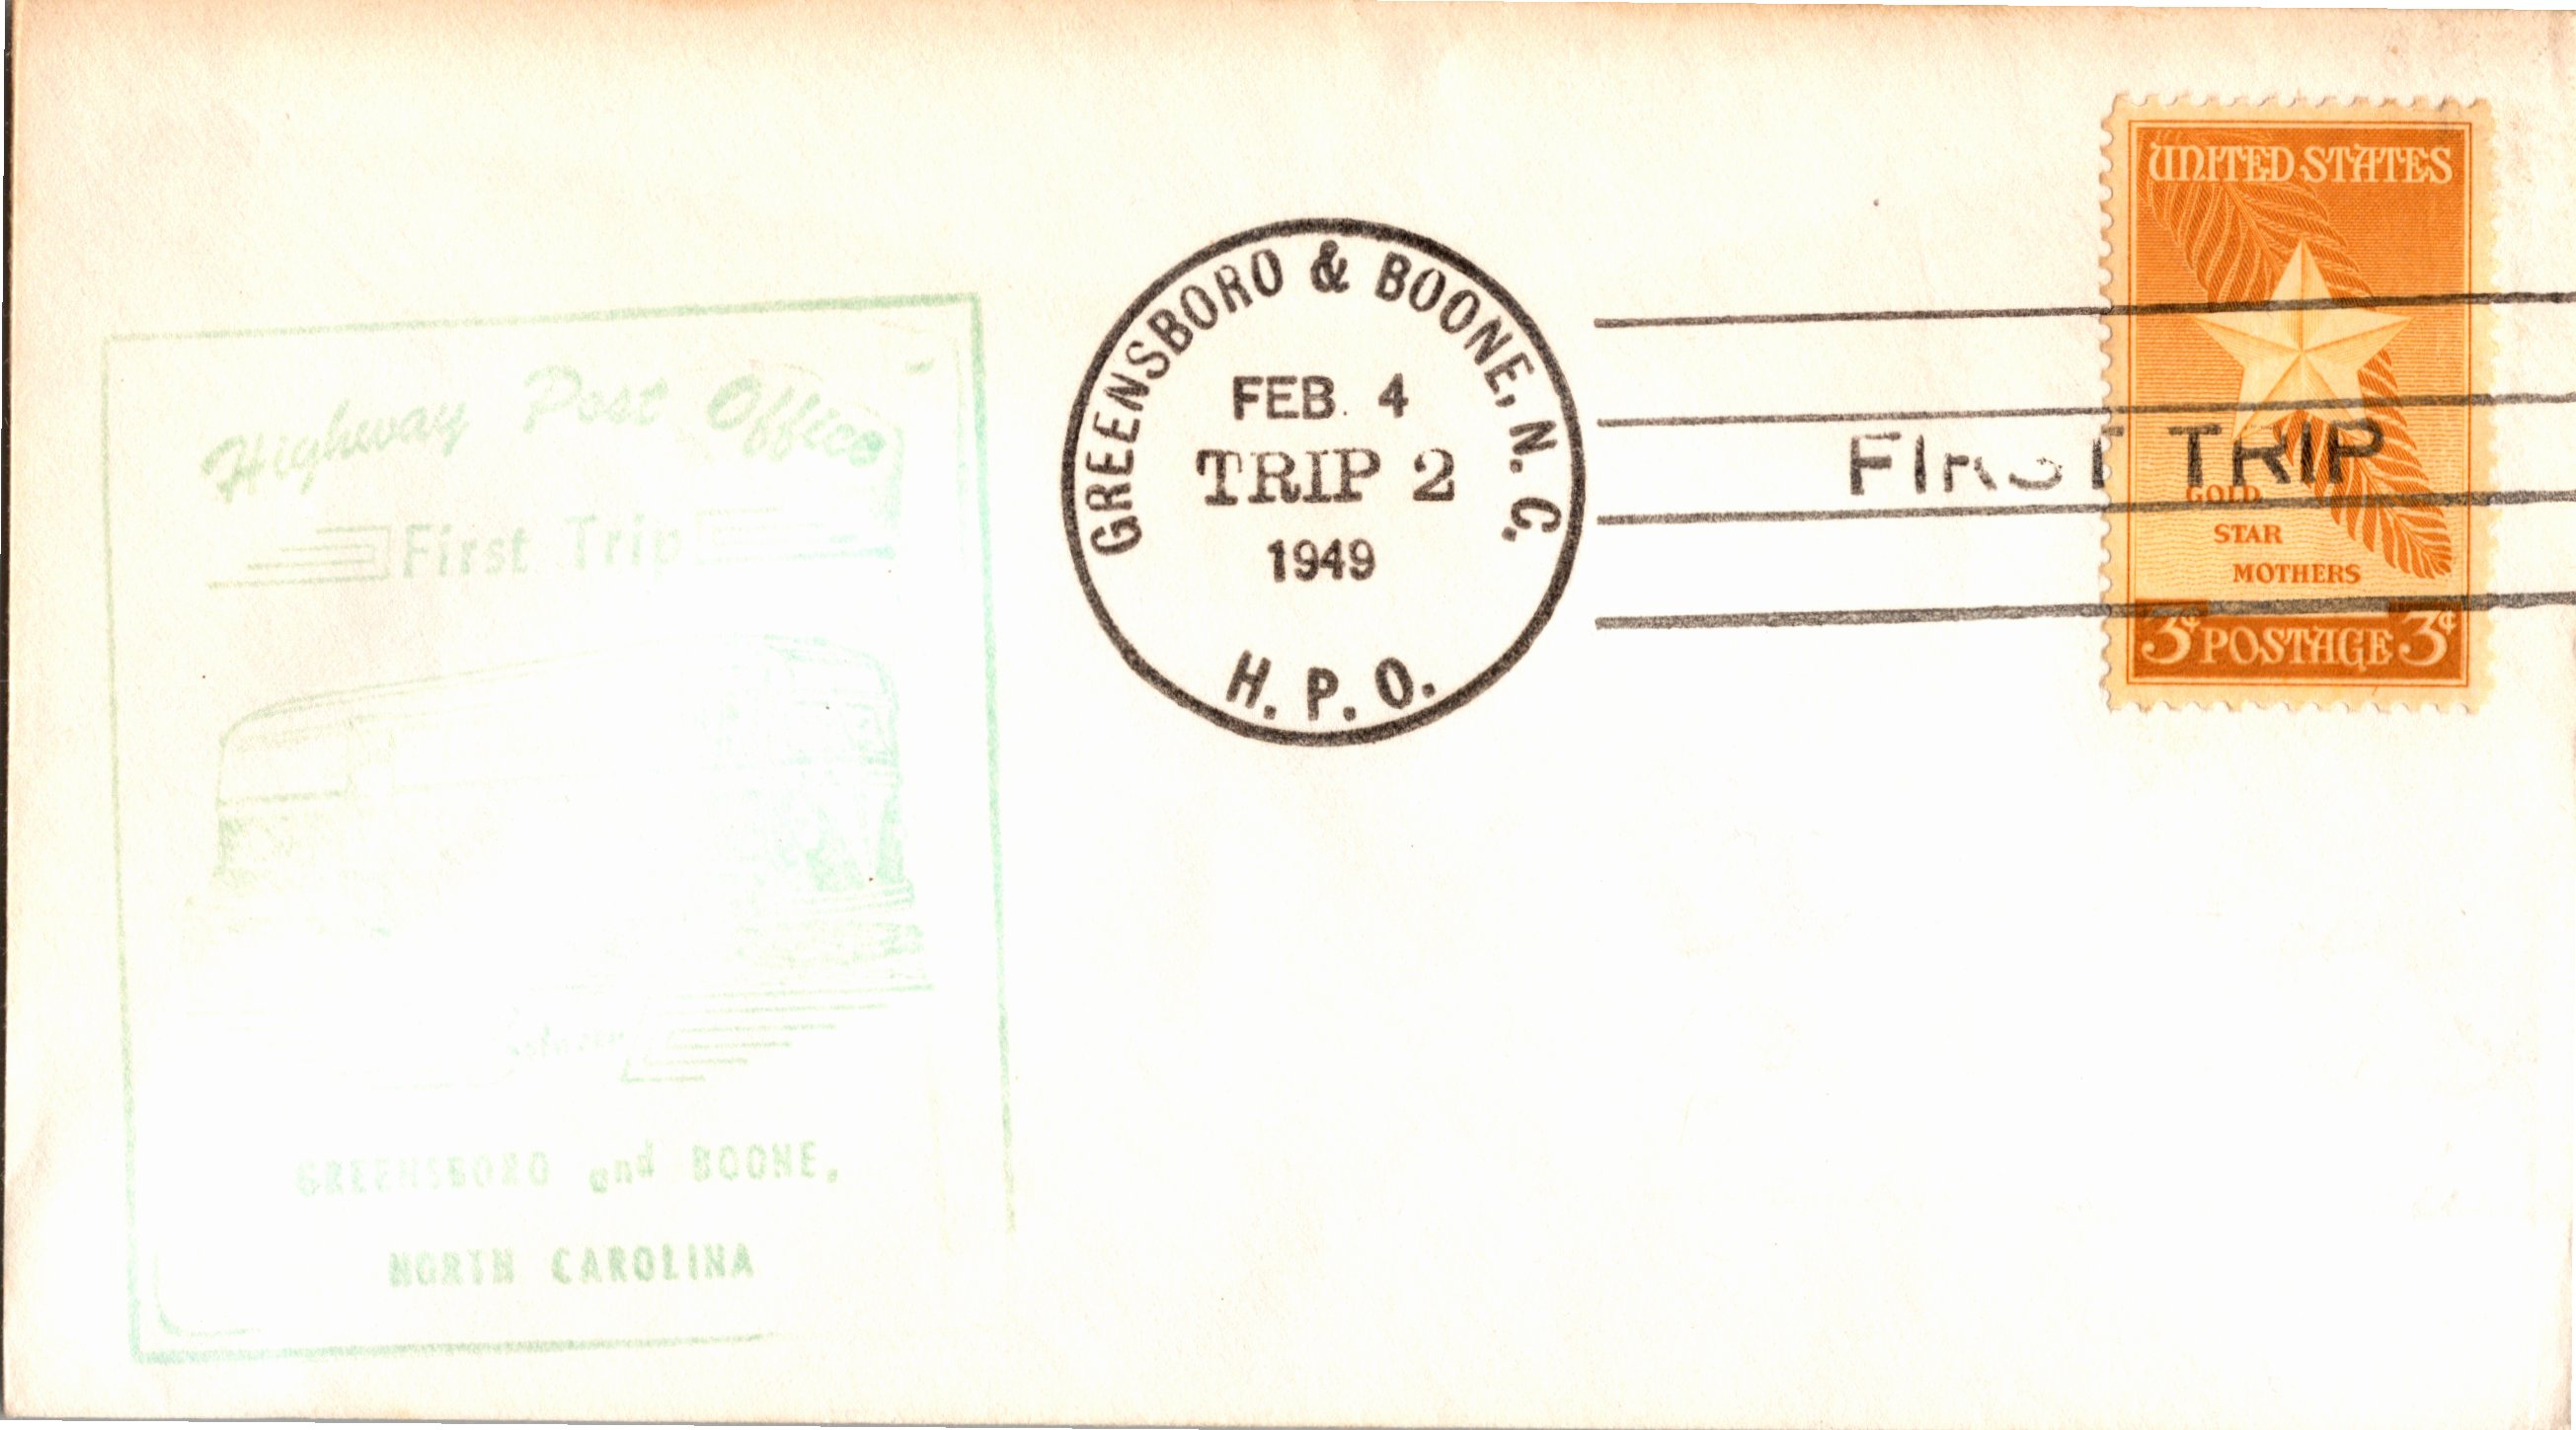 Highway Post Office
First Trip
GREENSBORO and BOONE,
NORTH CAROLINA
GREENSBORO & BOONE, N. C.
FEB. 4
TRIP 2
1949
H. P. O.
FIRST TRIP
UNITED STATES
GOLD
STAR
MOTHERS
3¢ POSTAGE 3¢